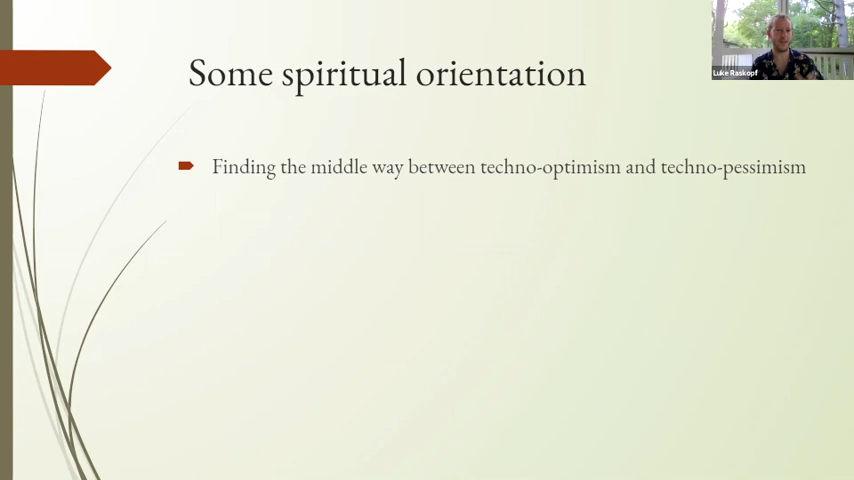 Some spiritual orientation
Luke Raskopf
Finding the middle way between techno-optimism and techno-pessimism